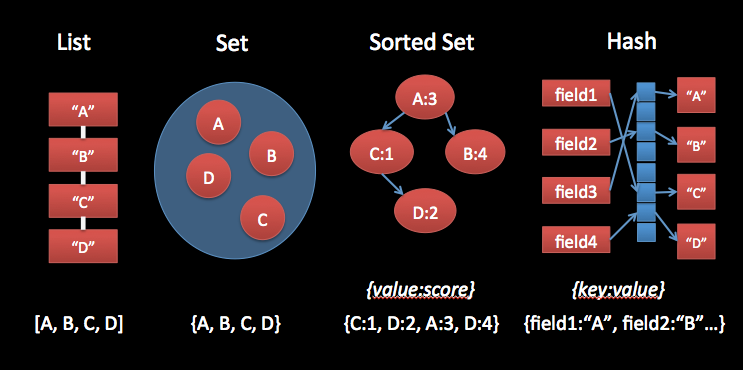 List
"A"
"B"
"C"
"D"
[A, B, C, D]
Set
A
B
D
C
{A, B, C, D}
Sorted Set
A:3
C:1
B:4
D:2
{value:score}
{C:1, D:2, A:3, D:4}
Hash
field1
field2
field3
field4
"A"
"B"
"C"
"D"
{key:value}
{field1:“A”, field2:“B”…}